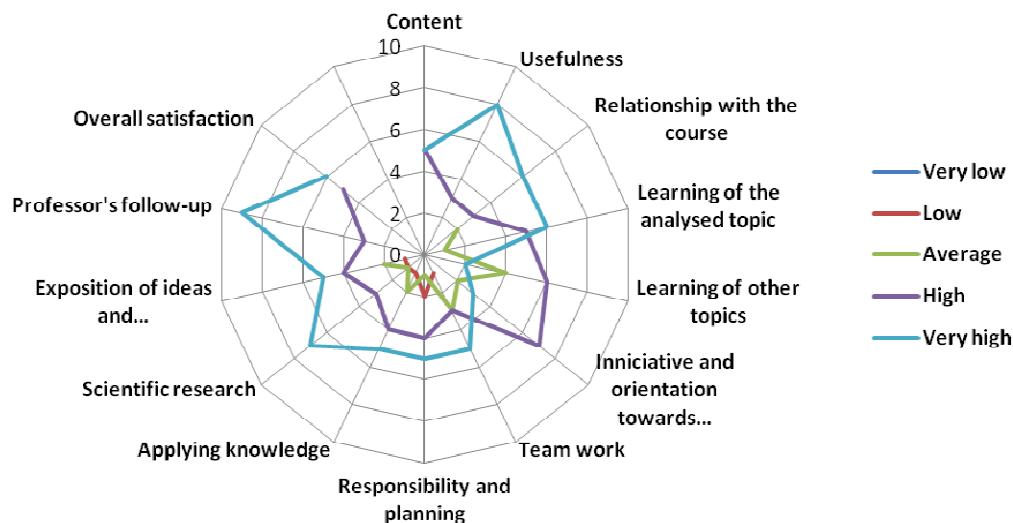 Content
10
8
6
4
2
0
Usefulness
Relationship with the
course
Learning of the
analysed topic
Learning of other
topics
Inniciative and
orientation
towards...
Team work
Responsibility and
planning
Applying knowledge
Scientific research
Exposition of ideas
and...
Professor's follow-up
Overall satisfaction
Very low
Low
Average
High
Very high